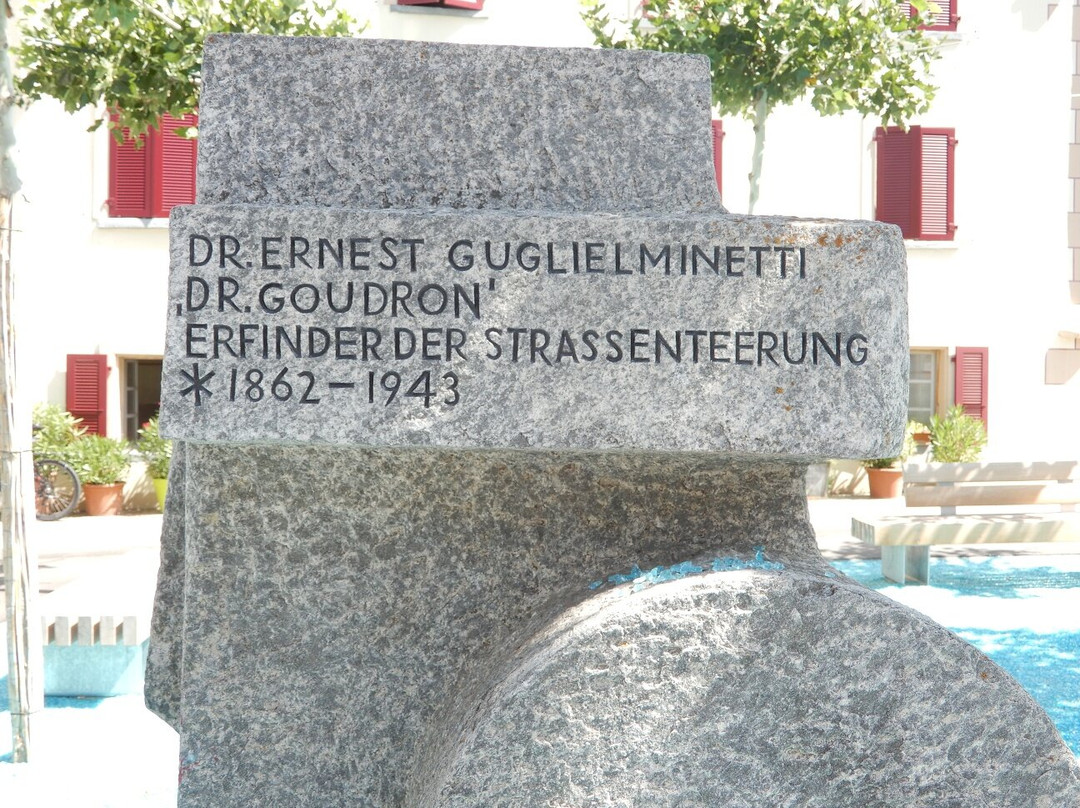 DR. ERNEST GUGLIELMINETTI
‚DR. GOUDRON'
ERFINDER DER STRASSENTEERUNG
* 1862 – 1943